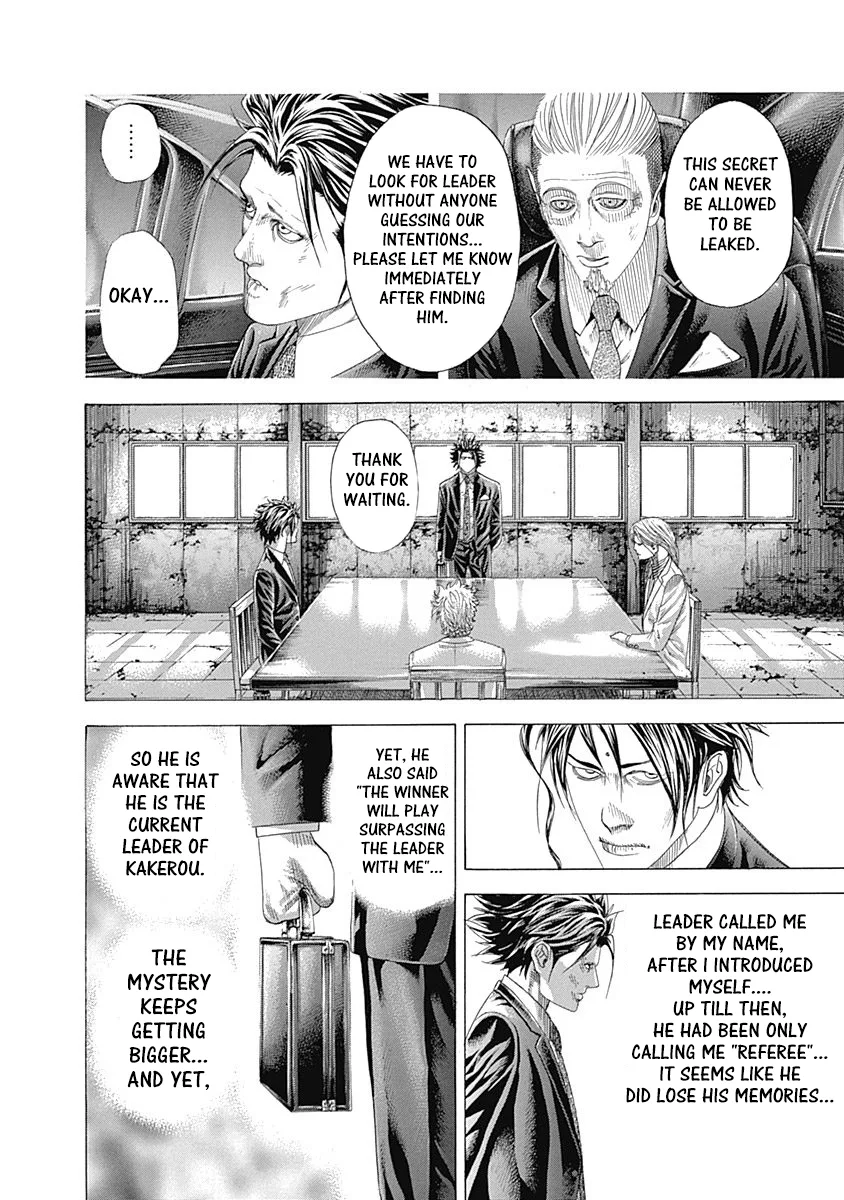 THIS SECRET
CAN NEVER
BE ALLOWED
TO BE
LEAKED.
WE HAVE TO
LOOK FOR LEADER
WITHOUT ANYONE
GUESSING OUR
INTENTIONS...
PLEASE LET ME KNOW
IMMEDIATELY
AFTER FINDING
HIM.
......
OKAY...
THANK
YOU FOR
WAITING.
LEADER CALLED ME
BY MY NAME,
AFTER I INTRODUCED
MYSELF....
UP TILL THEN,
HE HAD BEEN ONLY
CALLING ME "REFEREE"...
IT SEEMS LIKE HE
DID LOSE HIS MEMORIES...
YET, HE
ALSO SAID
"THE WINNER
WILL PLAY
SURPASSING
THE LEADER
WITH ME"...
SO HE IS
AWARE THAT
HE IS THE
CURRENT
LEADER OF
KAKEROU.
THE
MYSTERY
KEEPS
GETTING
BIGGER...
AND YET,